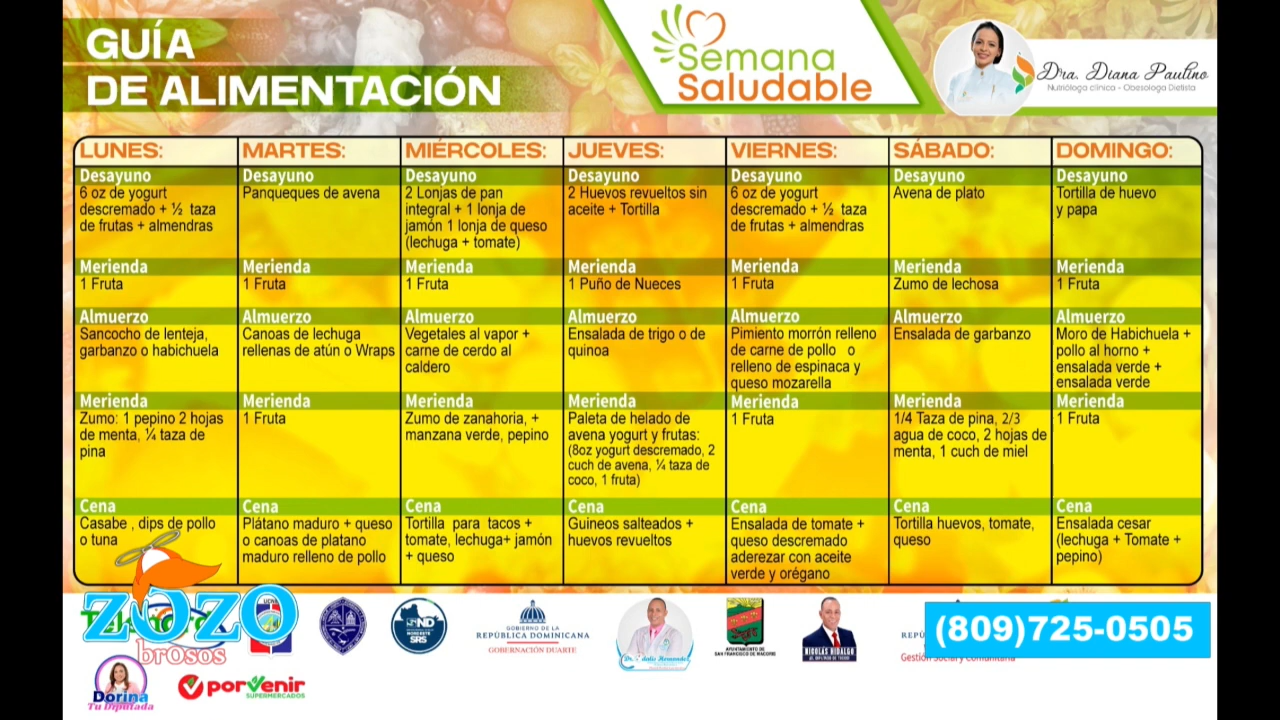 GUÍA
DE ALIMENTACIÓN
Semana
Saludable
Dra. Diana Paulino
Nutrióloga clínica - Obesologa Dietista
LUNES:
Desayuno
6 oz de yogurt
descremado + ½ taza
de frutas + almendras
Merienda
1 Fruta
Almuerzo
Sancocho de lenteja,
garbanzo o habichuela
Merienda
Zumo: 1 pepino 2 hojas
de menta, ¼ taza de
pina
Cena
Casabe , dips de pollo
o tuna
MARTES:
Desayuno
Panqueques de avena
Merienda
1 Fruta
Almuerzo
Canoas de lechuga
rellenas de atún o Wraps
Merienda
1 Fruta
Cena
Plátano maduro + queso
o canoas de platano
maduro relleno de pollo
MIÉRCOLES:
Desayuno
2 Lonjas de pan
integral + 1 lonja de
jamón 1 lonja de queso
(lechuga + tomate)
Merienda
1 Fruta
Almuerzo
Vegetales al vapor +
carne de cerdo al
caldero
Merienda
Zumo de zanahoria, +
manzana verde, pepino
Cena
Tortilla para tacos +
tomate, lechuga+ jamón
+ queso
JUEVES:
Desayuno
2 Huevos revueltos sin
aceite + Tortilla
Merienda
1 Puño de Nueces
Almuerzo
Ensalada de trigo o de
quinoa
Merienda
Paleta de helado de
avena yogurt y frutas:
(8oz yogurt descremado, 2
cuch de avena, ¼ taza de
coco, 1 fruta)
Cena
Guineos salteados +
huevos revueltos
VIERNES:
Desayuno
6 oz de yogurt
descremado + ½ taza
de frutas + almendras
Merienda
1 Fruta
Almuerzo
Pimiento morrón relleno
de carne de pollo o
relleno de espinaca y
queso mozarella
Merienda
1 Fruta
Cena
Ensalada de tomate +
queso descremado
aderezar con aceite
verde y orégano
SÁBADO:
Desayuno
Avena de plato
Merienda
Zumo de lechosa
Almuerzo
Ensalada de garbanzo
Merienda
1/4 Taza de pina, 2/3
agua de coco, 2 hojas de
menta, 1 cuch de miel
Cena
Tortilla huevos, tomate,
queso
DOMINGO:
Desayuno
Tortilla de huevo
y papa
Merienda
1 Fruta
Almuerzo
Moro de Habichuela +
pollo al horno +
ensalada verde +
ensalada verde
Merienda
1 Fruta
Cena
Ensalada cesar
(lechuga + Tomate +
pepino)
ZOZO
brosos
SRS
GOBIERNO DE LA
REPÚBLICA DOMINICANA
GOBERNACIÓN DUARTE
AYUNTAMIENTO DE
SAN FRANCISCO DE MACORIS
NICOLÁS HIDALGO
(809)725-0505
Gestión Social y Comunitaria
Dorina
Tu Diputada
porvenir
SUPERMERCADOS